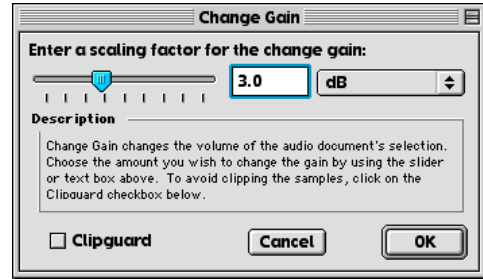 Change Gain
Enter a scaling factor for the change gain:
3.0 dB
Description
Change Gain changes the volume of the audio document's selection.
Choose the amount you wish to change the gain by using the slider
or text box above. To avoid clipping the samples, click on the
Clipguard checkbox below.
Clipguard Cancel OK